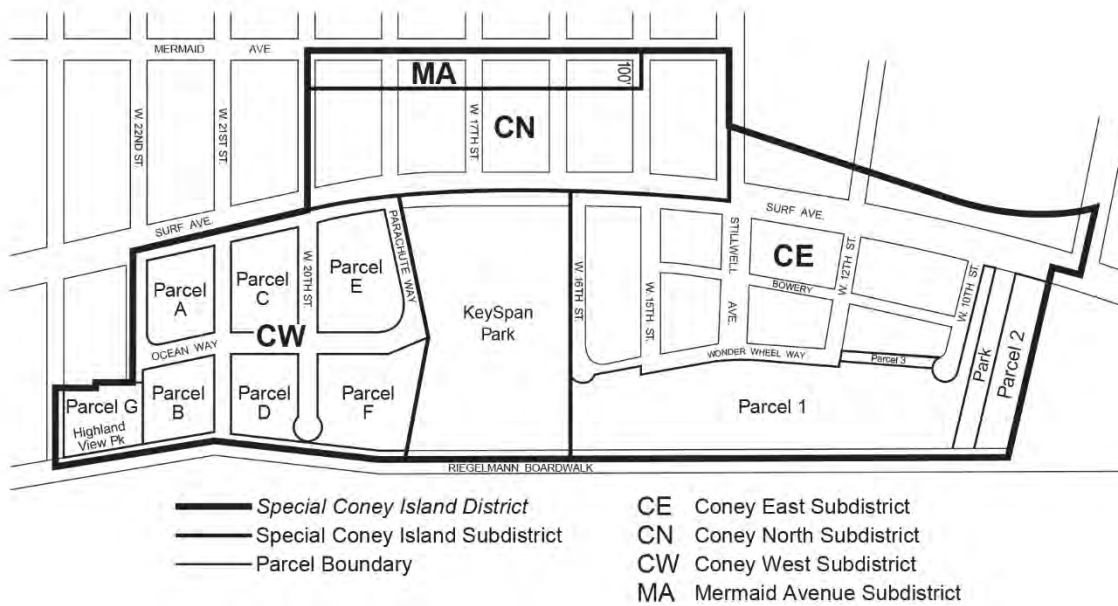 MERMAID AVE.
MA
100'
W. 22ND ST.
W. 21ST ST.
W. 17TH ST.
CN
SURF AVE.
SURF AVE.
PARACHUTE WAY
W. 20TH ST.
STILLWELL AVE.
CE
W. 12TH ST.
Parcel A
Parcel C
Parcel E
KeySpan Park
W. 16TH ST.
W. 15TH ST.
BOWERY
W. 10TH ST.
CW
OCEAN WAY
WONDER WHEEL WAY
Parcel 3
Park
Parcel 2
Parcel G
Highland View Pk
Parcel B
Parcel D
Parcel F
Parcel 1
RIEGELMANN BOARDWALK
Special Coney Island District
Special Coney Island Subdistrict
Parcel Boundary
CE Coney East Subdistrict
CN Coney North Subdistrict
CW Coney West Subdistrict
MA Mermaid Avenue Subdistrict